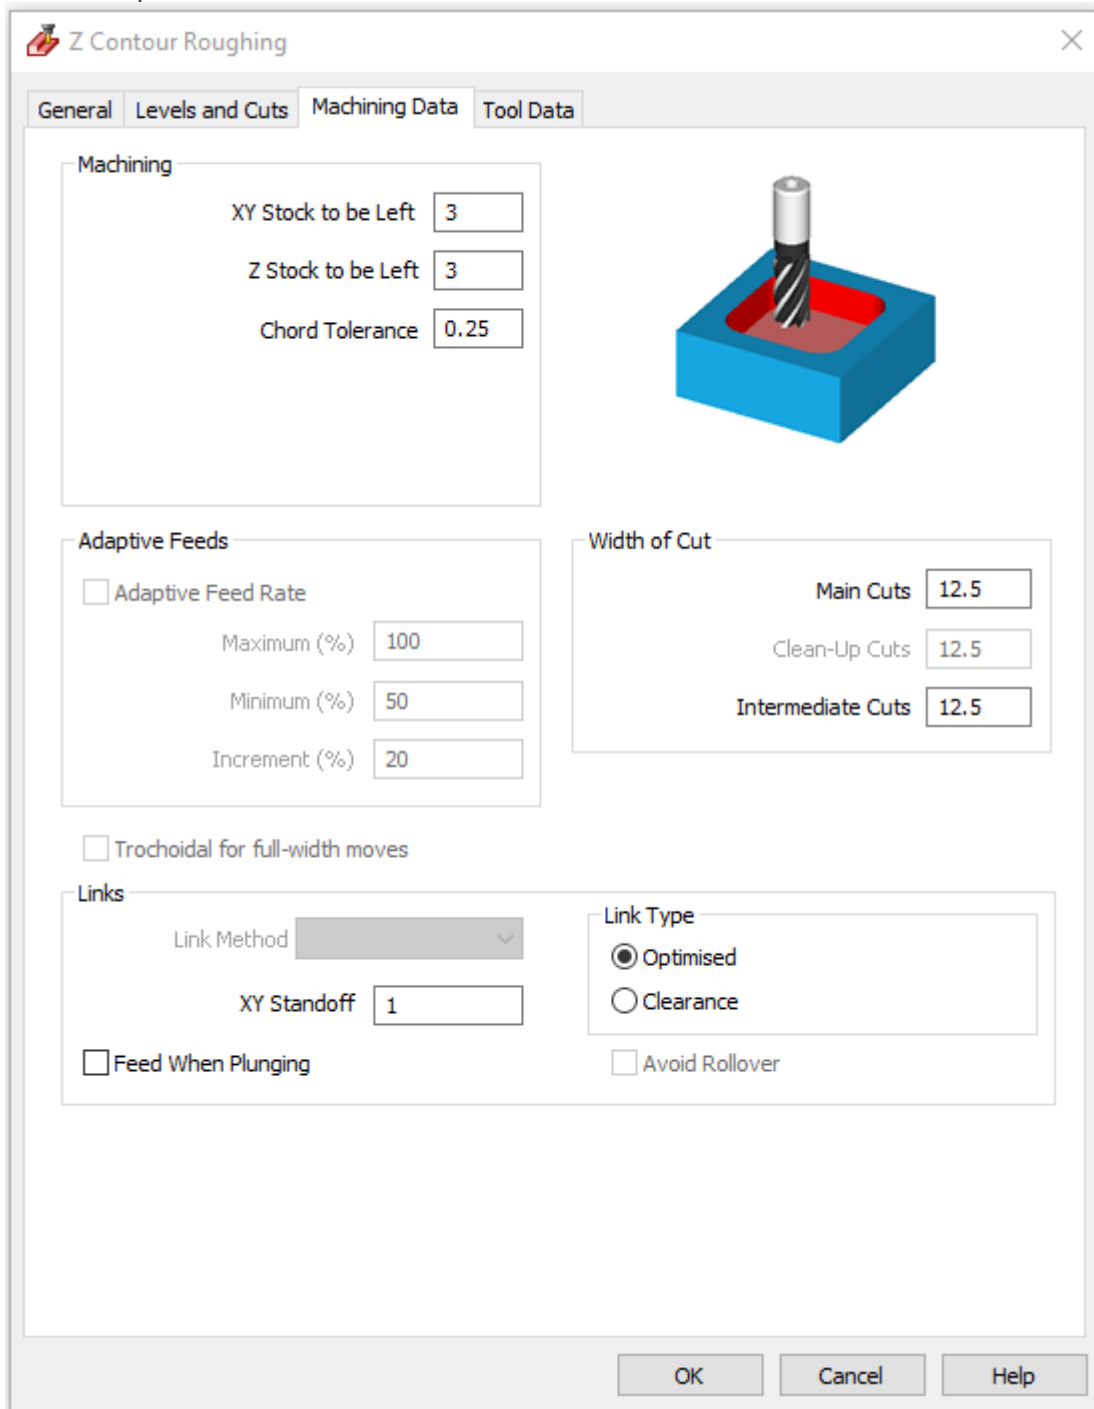 Z Contour Roughing
General Levels and Cuts Machining Data Tool Data
Machining
XY Stock to be Left 3
Z Stock to be Left 3
Chord Tolerance 0.25
Adaptive Feeds
Adaptive Feed Rate
Maximum (%) 100
Minimum (%) 50
Increment (%) 20
Width of Cut
Main Cuts 12.5
Clean-Up Cuts 12.5
Intermediate Cuts 12.5
Trochoidal for full-width moves
Links
Link Method
XY Standoff 1
Feed When Plunging
Link Type
Optimised
Clearance
Avoid Rollover
OK Cancel Help